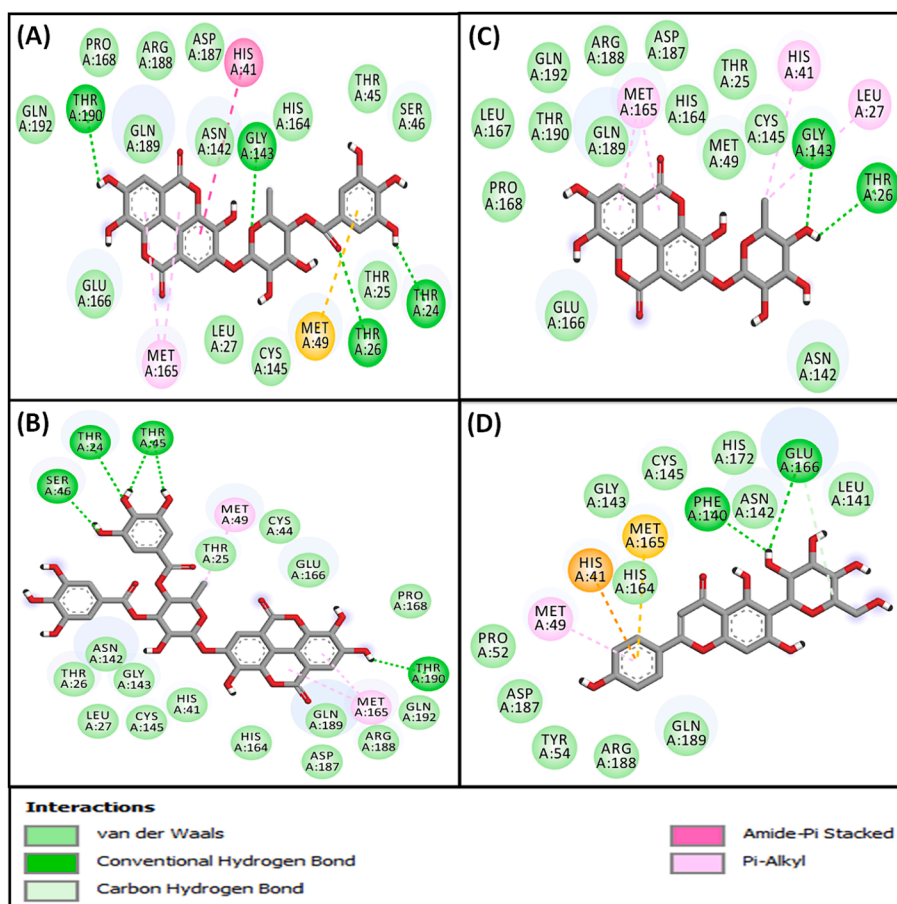 (A)
PRO
A:168
ARG
A:188
ASP
A:187
HIS
A:41
THR
A:45
SER
A:46
GLN
A:192
THR
A:190
GLN
A:189
ASN
A:142
GLY
A:143
HIS
A:164
GLU
A:166
MET
A:165
LEU
A:27
CYS
A:145
MET
A:49
THR
A:25
THR
A:26
THR
A:24
(C)
GLN
A:192
ARG
A:188
ASP
A:187
THR
A:25
HIS
A:41
LEU
A:27
LEU
A:167
THR
A:190
GLN
A:189
MET
A:165
HIS
A:164
MET
A:49
CYS
A:145
GLY
A:143
THR
A:26
PRO
A:168
GLU
A:166
ASN
A:142
(B)
THR
A:24
THR
A:45
SER
A:46
MET
A:49
CYS
A:44
THR
A:25
GLU
A:166
PRO
A:168
ASN
A:142
THR
A:26
GLY
A:143
LEU
A:27
CYS
A:145
HIS
A:41
HIS
A:164
GLN
A:189
ASP
A:187
MET
A:165
ARG
A:188
GLN
A:192
THR
A:190
(D)
GLY
A:143
CYS
A:145
HIS
A:172
GLU
A:166
LEU
A:141
PHE
A:140
ASN
A:142
MET
A:165
HIS
A:41
HIS
A:164
MET
A:49
PRO
A:52
ASP
A:187
TYR
A:54
ARG
A:188
GLN
A:189
Interactions
van der Waals
Conventional Hydrogen Bond
Carbon Hydrogen Bond
Amide-Pi Stacked
Pi-Alkyl